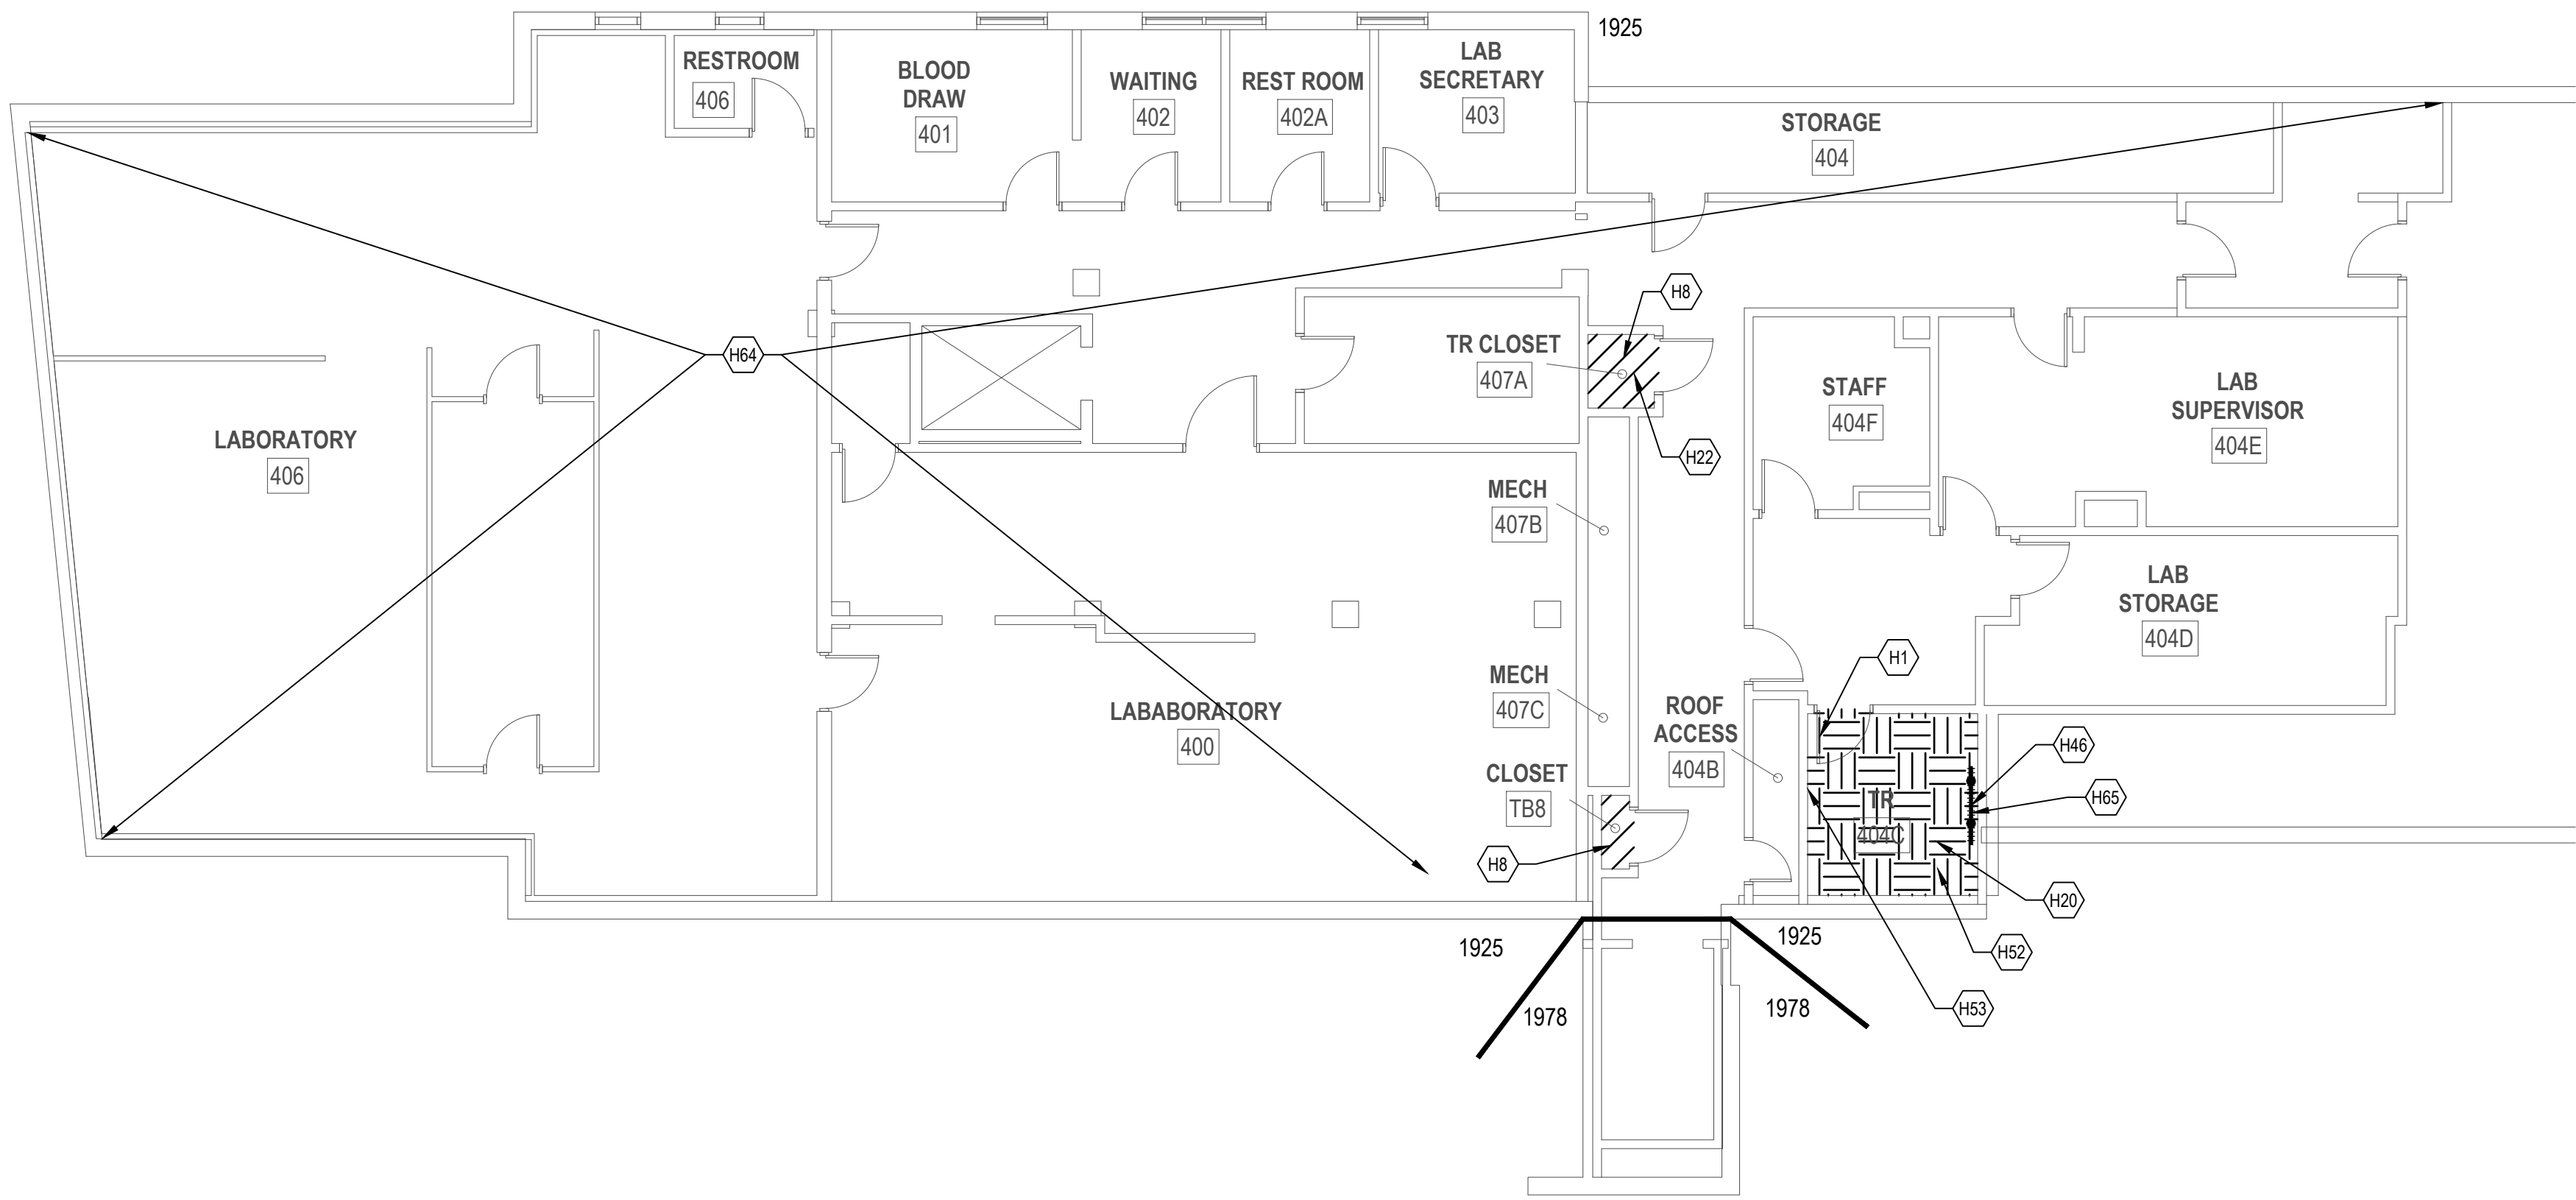 1925
RESTROOM
406
BLOOD
DRAW
401
WAITING
402
REST ROOM
402A
LAB
SECRETARY
403
STORAGE
404
H8
H64
TR CLOSET
407A
STAFF
404F
LAB
SUPERVISOR
404E
LABORATORY
406
H22
MECH
407B
LAB
STORAGE
404D
H1
MECH
407C
LABABORATORY
400
ROOF
ACCESS
404B
H46
CLOSET
TB8
TR
404C
H65
H8
H20
1925
1925
H52
1978
1978
H53